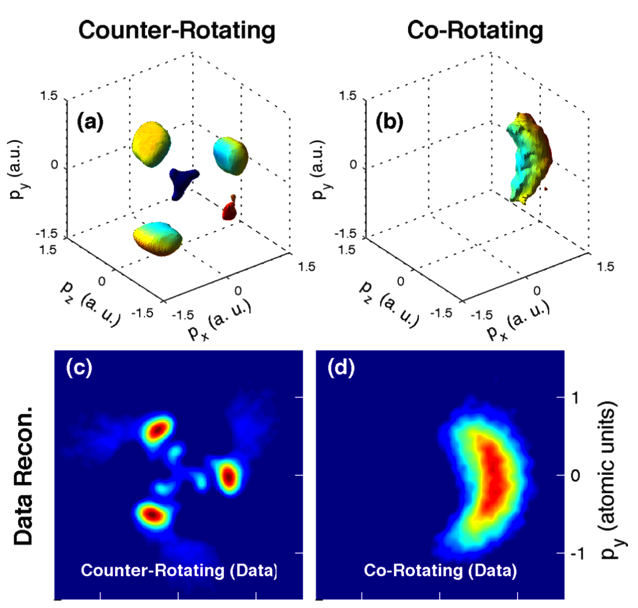 Counter-Rotating
Co-Rotating
(a)
1.5
0
-1.5
p_y (a.u.)
1.5
0
-1.5
p_z (a. u.)
-1.5
0
1.5
p_x (a. u.)
(b)
1.5
0
-1.5
p_y (a.u.)
1.5
0
-1.5
p_z (a. u.)
-1.5
0
1.5
p_x (a. u.)
Data Recon.
(c)
Counter-Rotating (Data)
(d)
Co-Rotating (Data)
1
0
-1
p_y (atomic units)